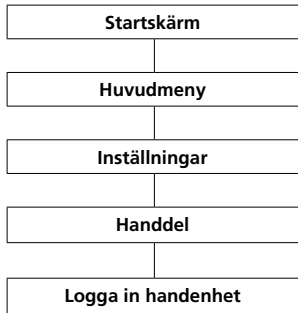 Startskärm
Huvudmeny
Inställningar
Handdel
Logga in handenhet